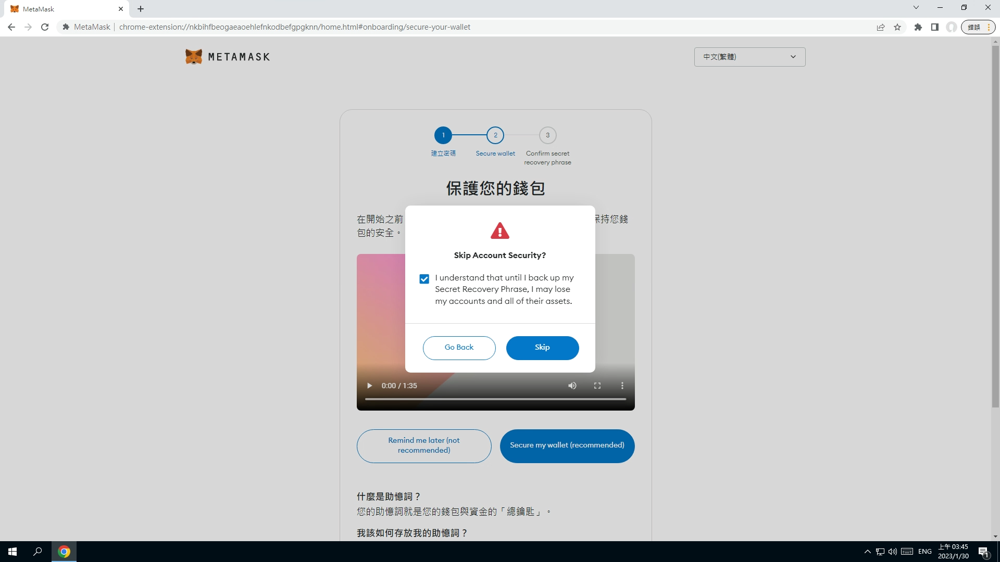 MetaMask
MetaMask
chrome-extension://nkbihfbeogaeaoehlefnkodbefgpgknn/home.html#onboarding/secure-your-wallet
錯誤
METAMASK
中文(繁體)
1
2
3
建立密碼
Secure wallet
Confirm secret
recovery phrase
保護您的錢包
在開始之前
保持您錢
包的安全。
Skip Account Security?
I understand that until I back up my
Secret Recovery Phrase, I may lose
my accounts and all of their assets.
Go Back
Skip
0:00 / 1:35
Remind me later (not
recommended)
Secure my wallet (recommended)
什麼是助憶詞？
您的助憶詞就是您的錢包與資金的「總鑰匙」。
我該如何存放我的助憶詞？
ENG
上午 03:45
2023/1/30
1